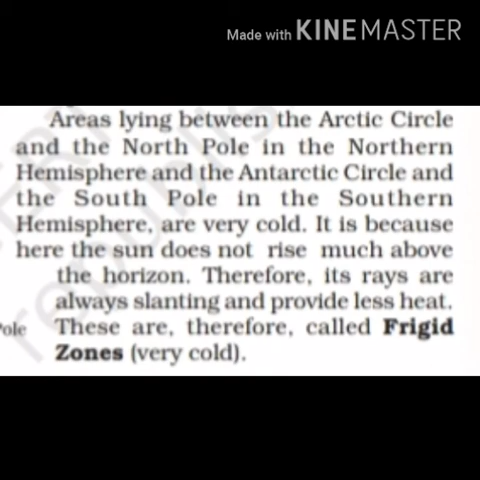 Made with KINEMASTER
Areas lying between the Arctic Circle
and the North Pole in the Northern
Hemisphere and the Antarctic Circle and
the South Pole in the Southern
Hemisphere, are very cold. It is because
here the sun does not rise much above
the horizon. Therefore, its rays are
always slanting and provide less heat.
Pole These are, therefore, called Frigid
Zones (very cold).